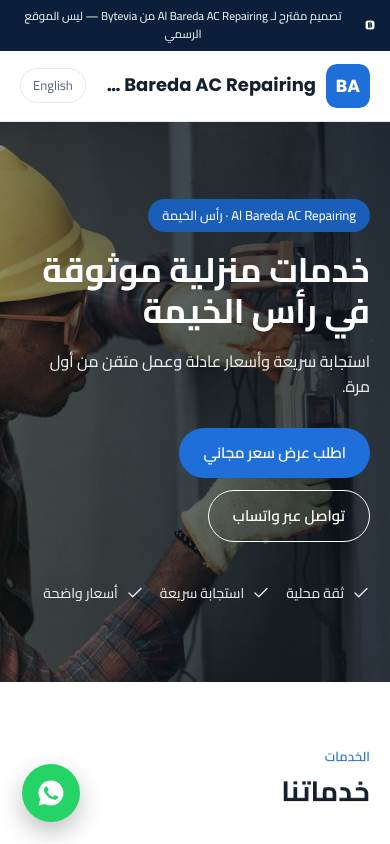 تصميم مقترح لـ Al Bareda AC Repairing من Bytevia — ليس الموقع
الرسمي
B
BA
Al Bareda AC Repairing · رأس الخيمة
Bareda AC Repairing ...
English
خدمات منزلية موثوقة
في رأس الخيمة
استجابة سريعة وأسعار عادلة وعمل متقن من أول
مرة.
اطلب عرض سعر مجاني
تواصل عبر واتساب
ثقة محلية
استجابة سريعة
أسعار واضحة
الخدمات
خدماتنا